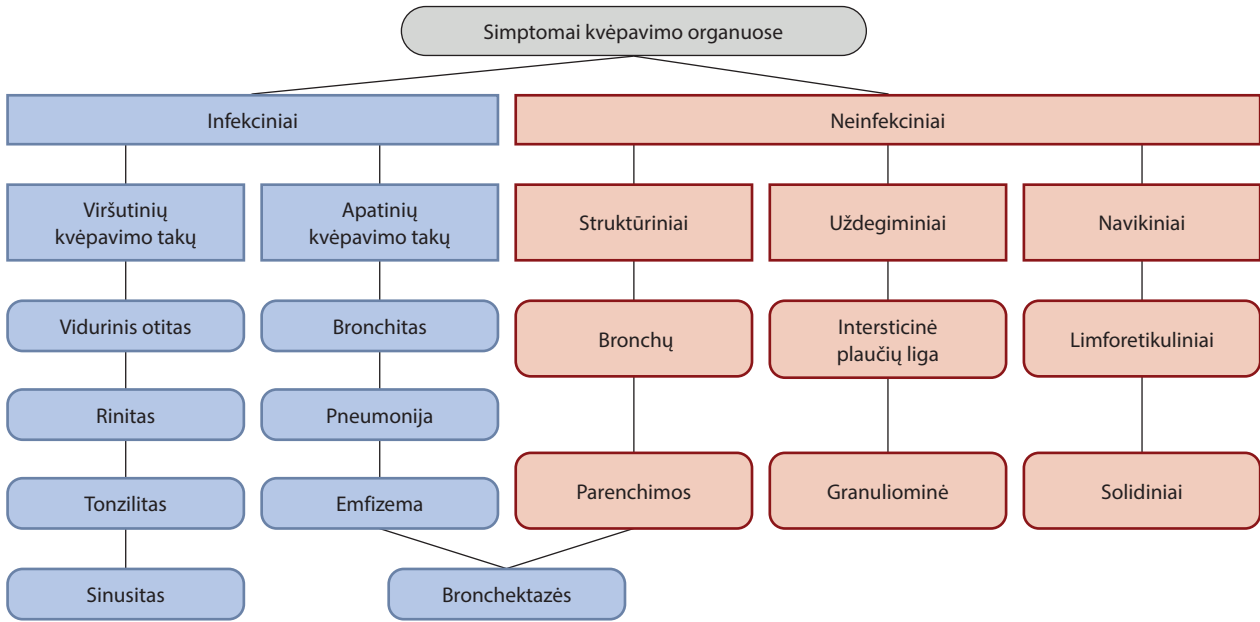 Simptomai kvėpavimo organuose
Infekciniai
Neinfekciniai
Viršutinių
kvėpavimo takų
Apatinių
kvėpavimo takų
Struktūriniai
Uždegiminiai
Navikiniai
Vidurinis otitas
Bronchitas
Bronchų
Intersticinė
plaučių liga
Limforetikuliniai
Rinitas
Pneumonija
Tonzilitas
Emfizema
Parenchimos
Granuliominė
Solidiniai
Sinusitas
Bronchektazės